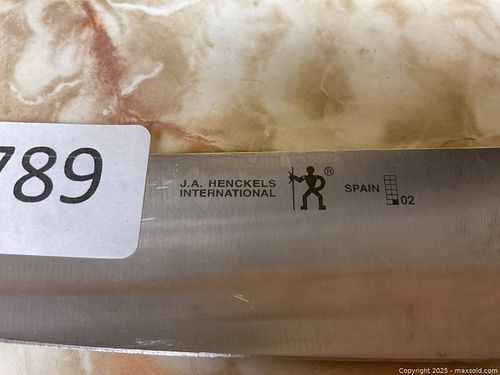 789
J.A. HENCKELS
INTERNATIONAL
®
SPAIN
02
Copyright 2025 - maxsold.com